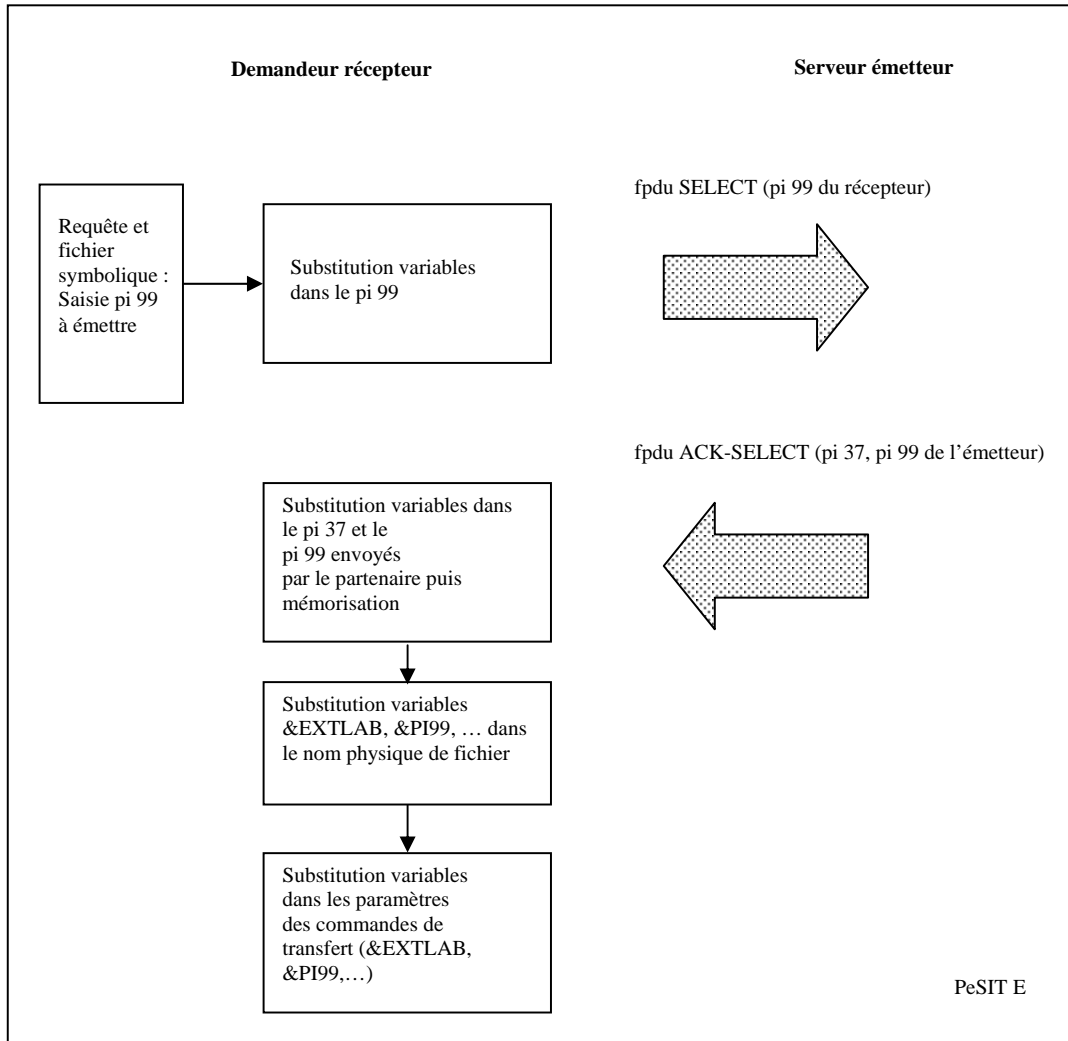 Demandeur récepteur
Serveur émetteur
fpdu SELECT (pi 99 du récepteur)
Requête et
fichier
symbolique :
Saisie pi 99
à émettre
Substitution variables
dans le pi 99
fpdu ACK-SELECT (pi 37, pi 99 de l’émetteur)
Substitution variables dans
le pi 37 et le
pi 99 envoyés
par le partenaire puis
mémorisation
Substitution variables
&EXTLAB, &PI99, … dans
le nom physique de fichier
Substitution variables
dans les paramètres
des commandes de
transfert (&EXTLAB,
&PI99,…)
PeSIT E